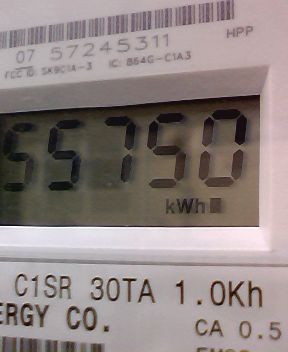 07 57245311
HPP
FCC ID: SK9C1A-3 IC: 864G-C1A3
55750
kWh
C1SR 30TA 1.0Kh
ERGY CO.
CA 0.5